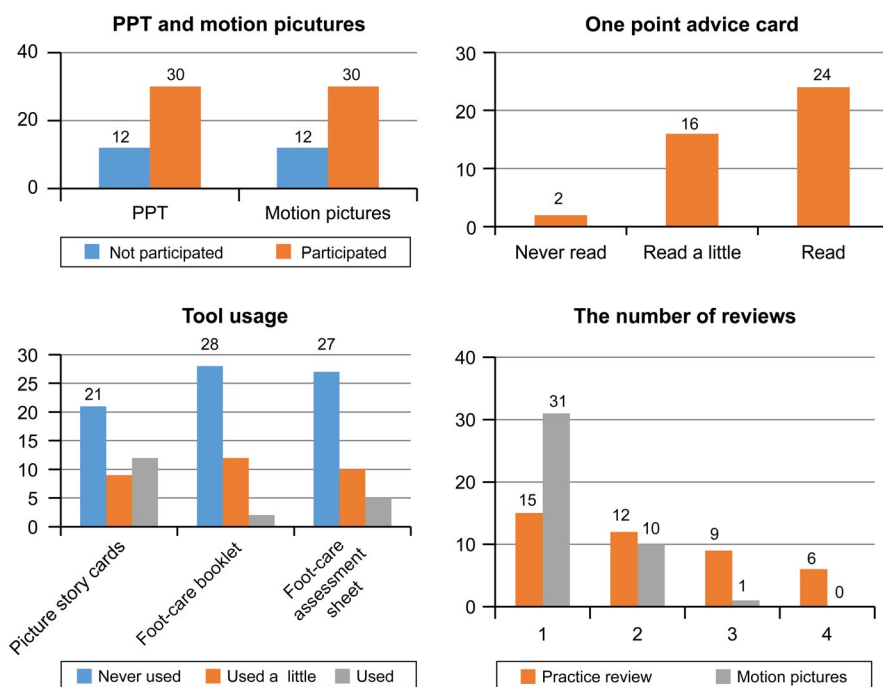 PPT and motion picutures
40
30
30
20
12
12
0
PPT
Motion pictures
Not participated
Participated
One point advice card
30
24
20
16
10
2
0
Never read
Read a little
Read
Tool usage
30
28
27
25
21
20
15
10
5
0
Picture story cards
Foot-care booklet
Foot-care
assessment
sheet
Never used
Used a little
Used
The number of reviews
40
31
30
20
15
12
10
10
9
6
1
0
0
1
2
3
4
Practice review
Motion pictures